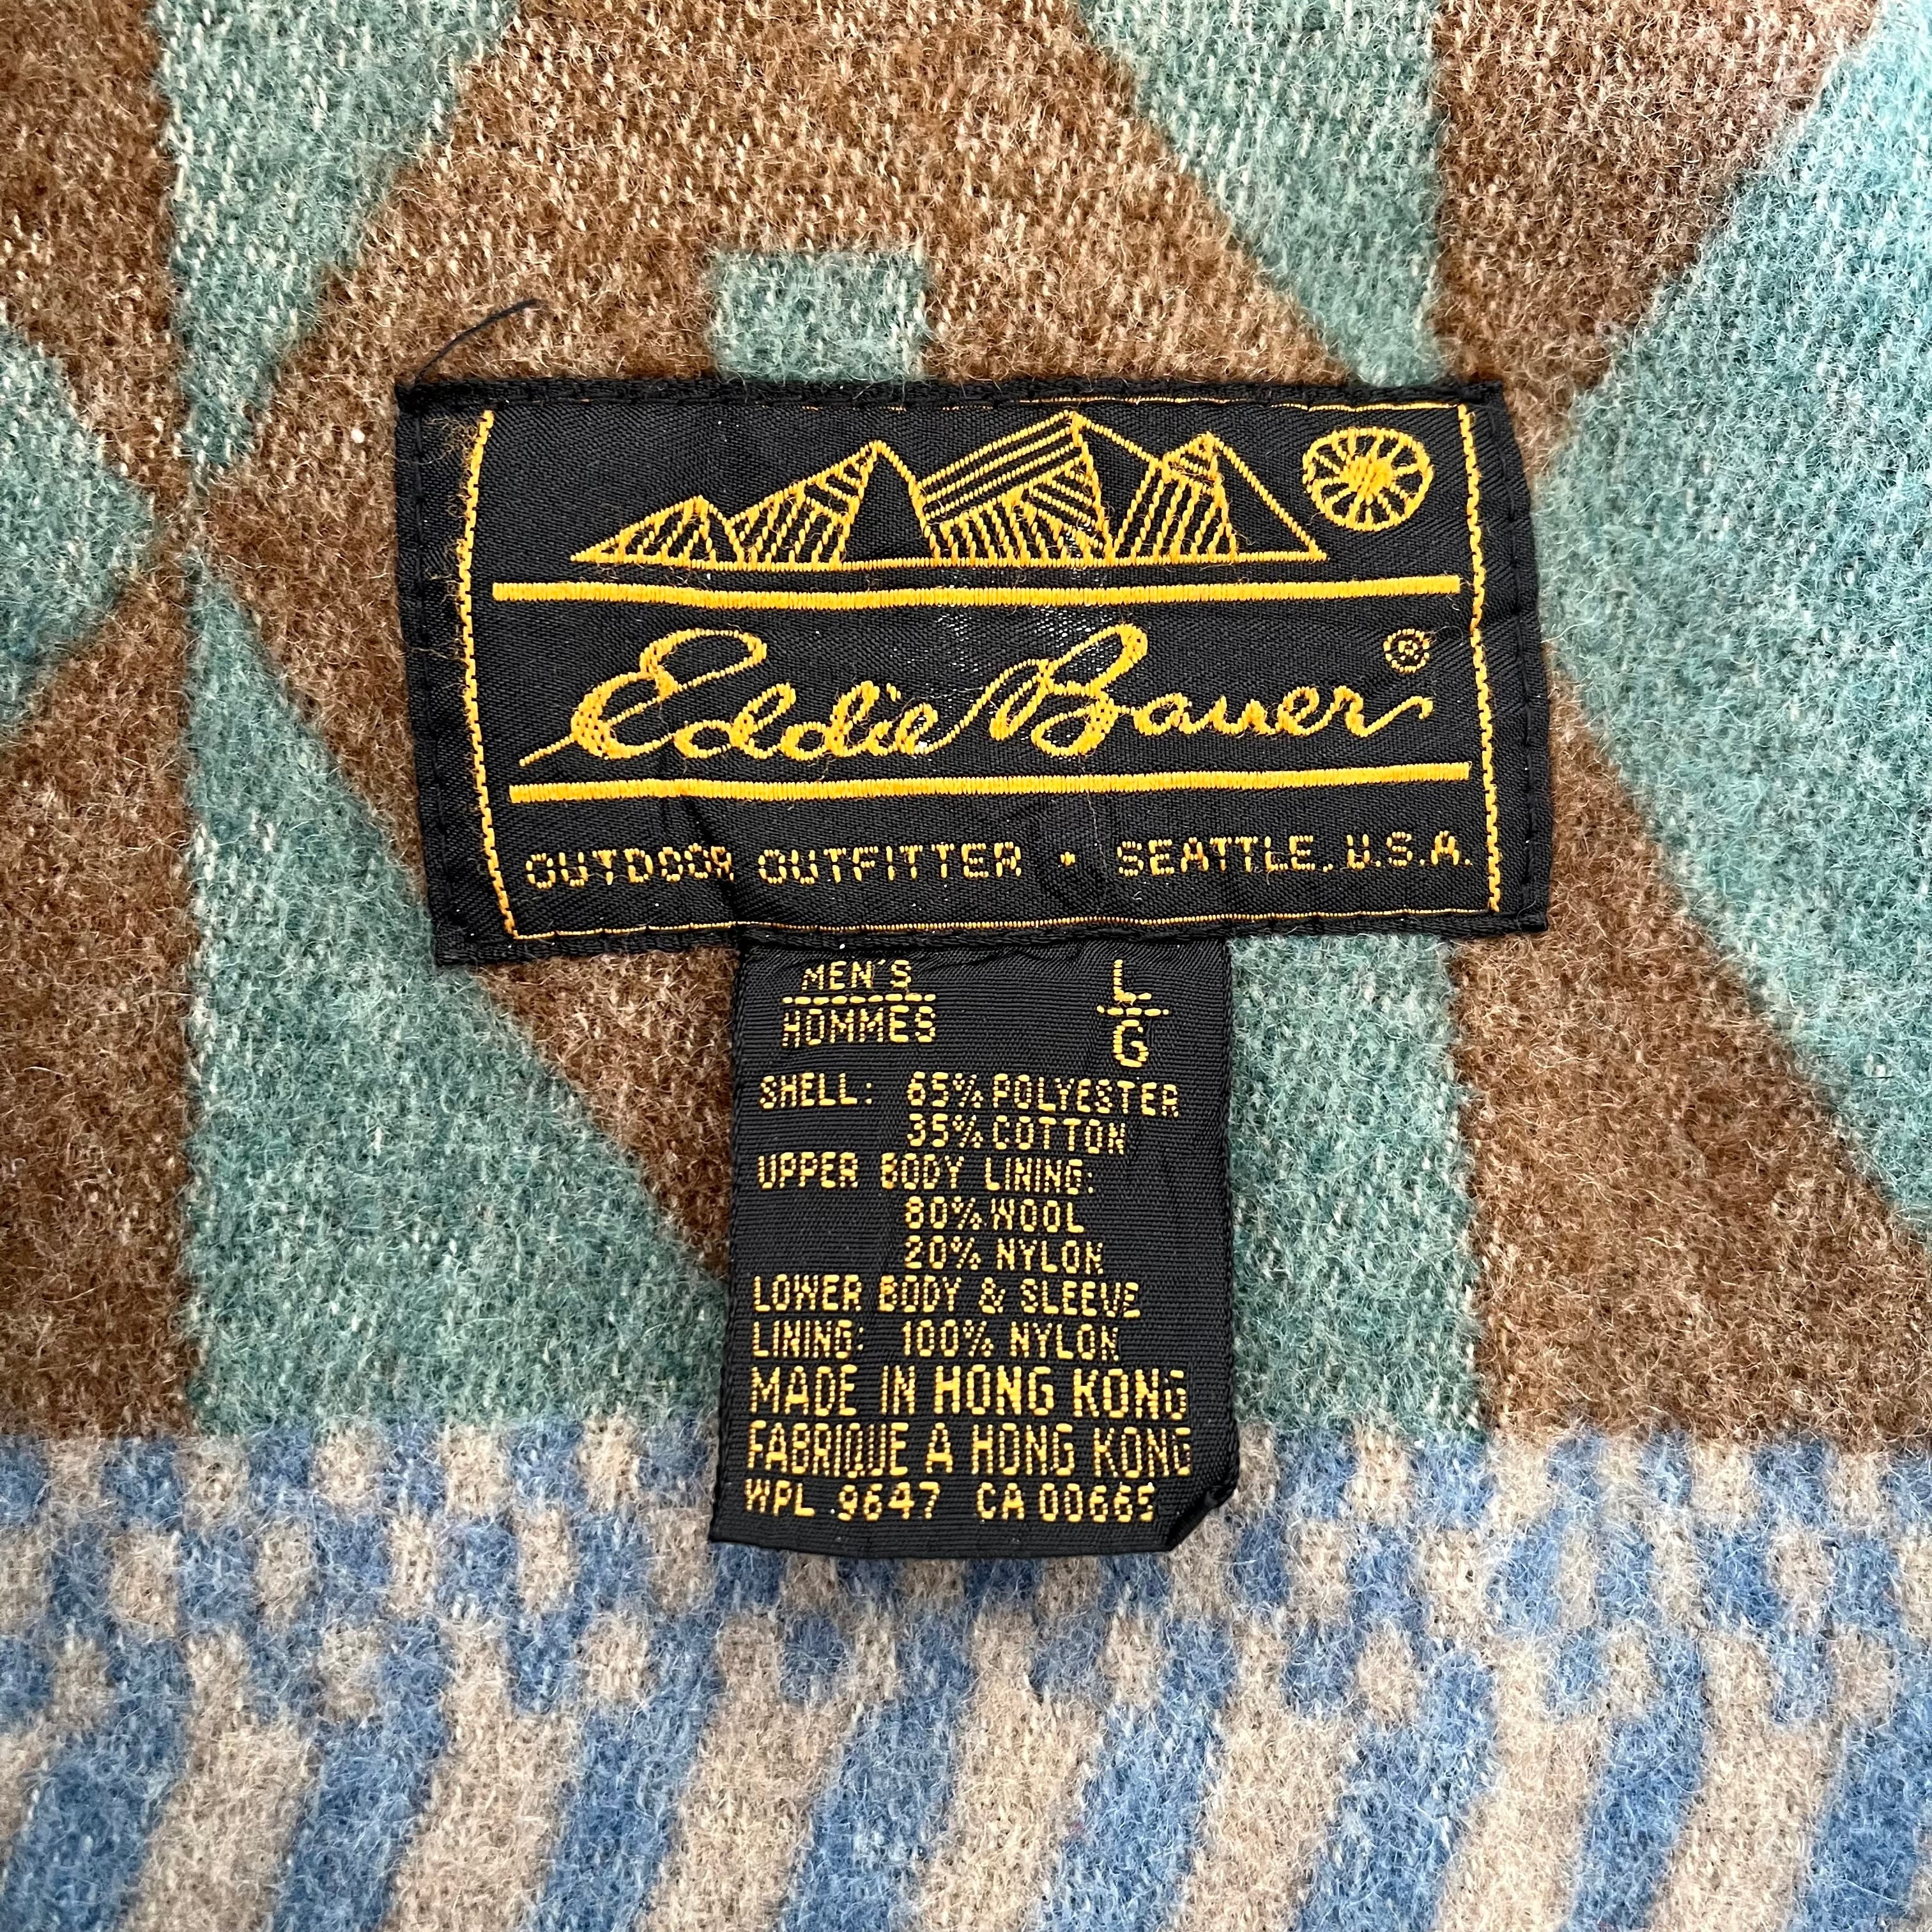 Eddie Bauer®
OUTDOOR OUTFITTER • SEATTLE, U.S.A.
MEN'S L
HOMMES G
SHELL: 65% POLYESTER
35% COTTON
UPPER BODY LINING:
80% WOOL
20% NYLON
LOWER BODY & SLEEVE
LINING: 100% NYLON
MADE IN HONG KONG
FABRIQUE A HONG KONG
WPL 9647 CA 00665